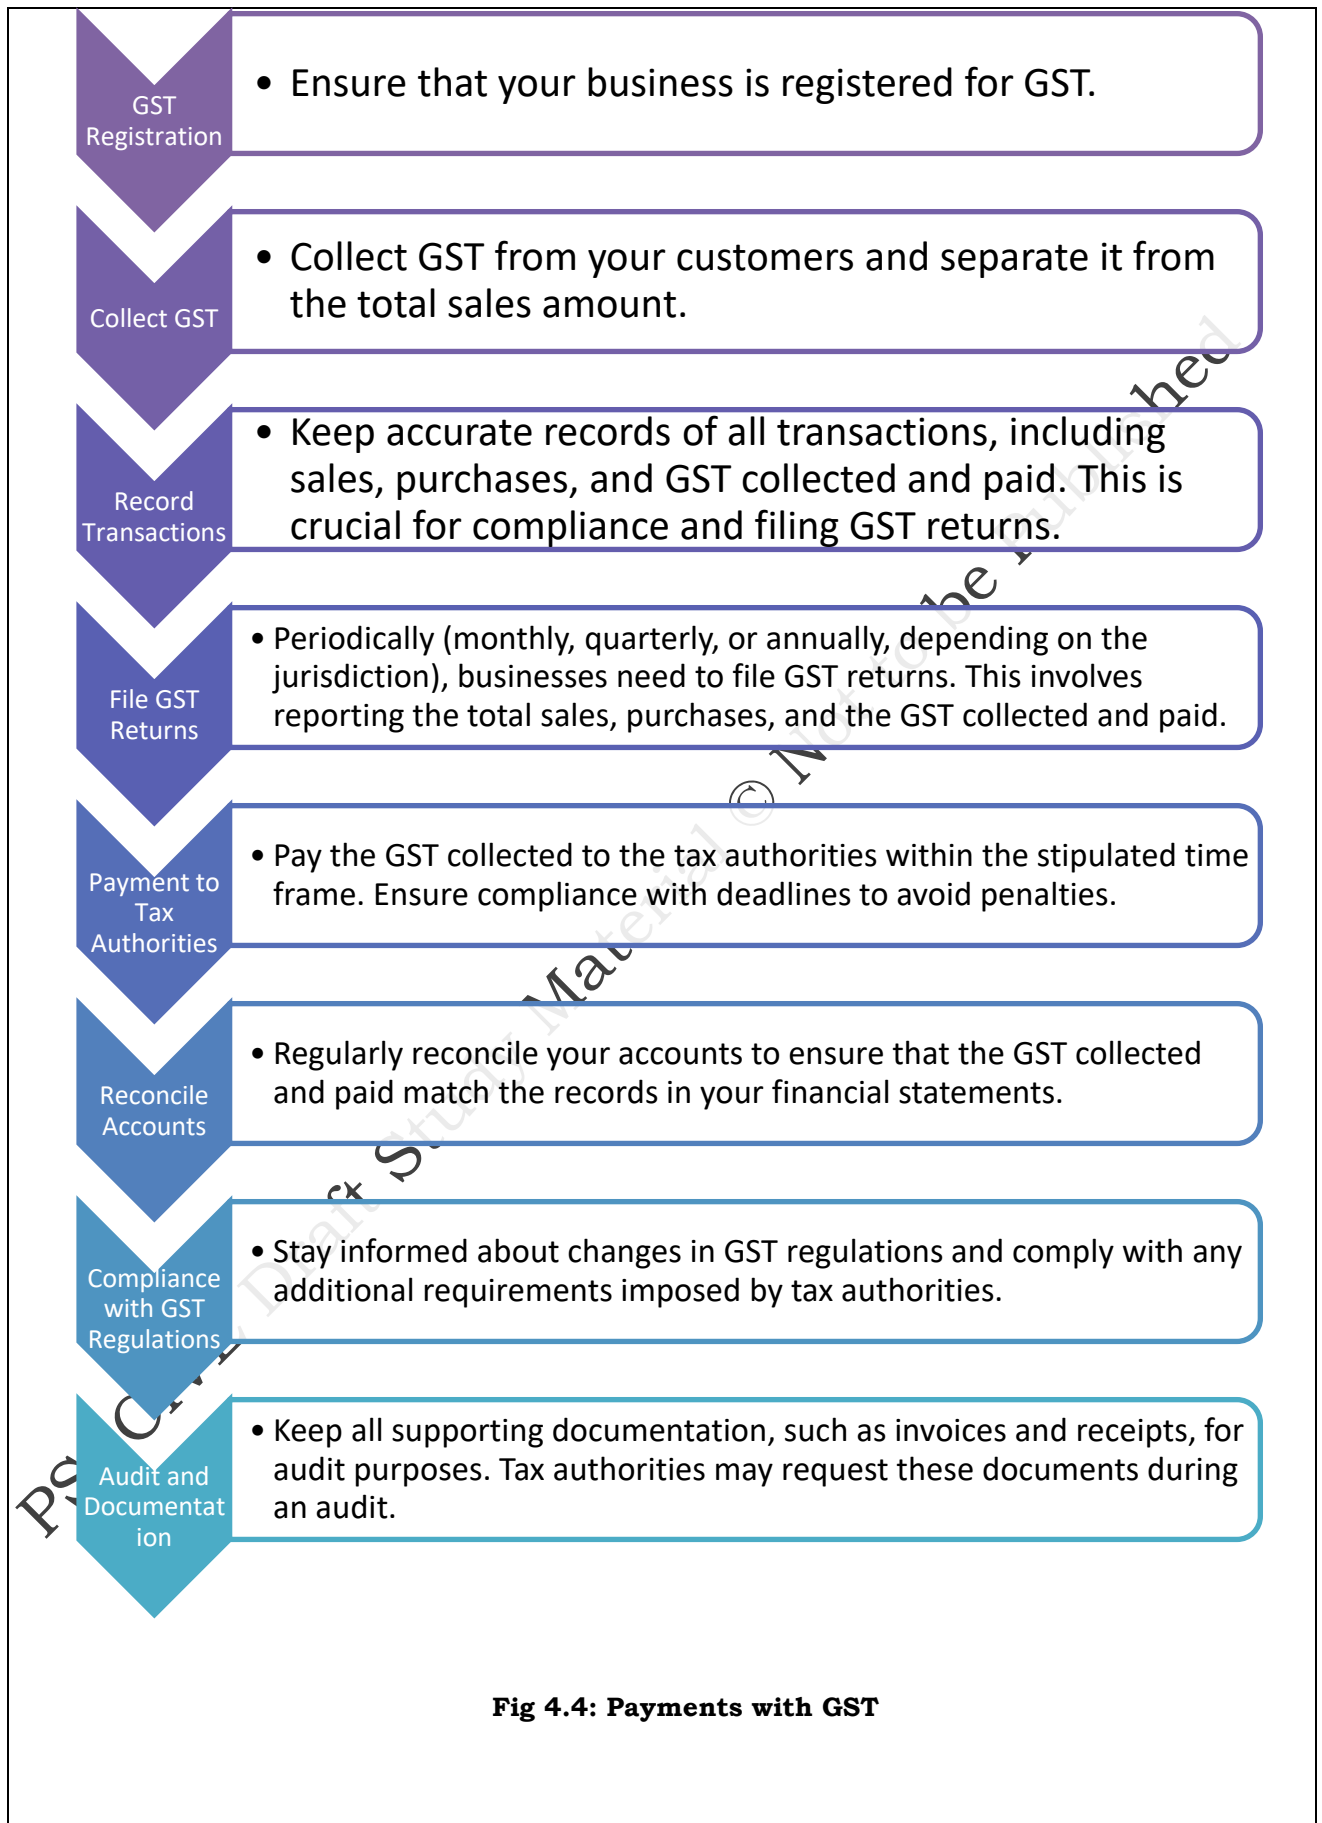 GST
Registration
• Ensure that your business is registered for GST.
Collect GST
• Collect GST from your customers and separate it from
the total sales amount.
Record
Transactions
• Keep accurate records of all transactions, including
sales, purchases, and GST collected and paid. This is
crucial for compliance and filing GST returns.
File GST
Returns
• Periodically (monthly, quarterly, or annually, depending on the
jurisdiction), businesses need to file GST returns. This involves
reporting the total sales, purchases, and the GST collected and paid.
Payment to
Tax
Authorities
• Pay the GST collected to the tax authorities within the stipulated time
frame. Ensure compliance with deadlines to avoid penalties.
Reconcile
Accounts
• Regularly reconcile your accounts to ensure that the GST collected
and paid match the records in your financial statements.
Compliance
with GST
Regulations
• Stay informed about changes in GST regulations and comply with any
additional requirements imposed by tax authorities.
Audit and
Documentat
ion
• Keep all supporting documentation, such as invoices and receipts, for
audit purposes. Tax authorities may request these documents during
an audit.
Draft Study Material © Not to be Published
Fig 4.4: Payments with GST